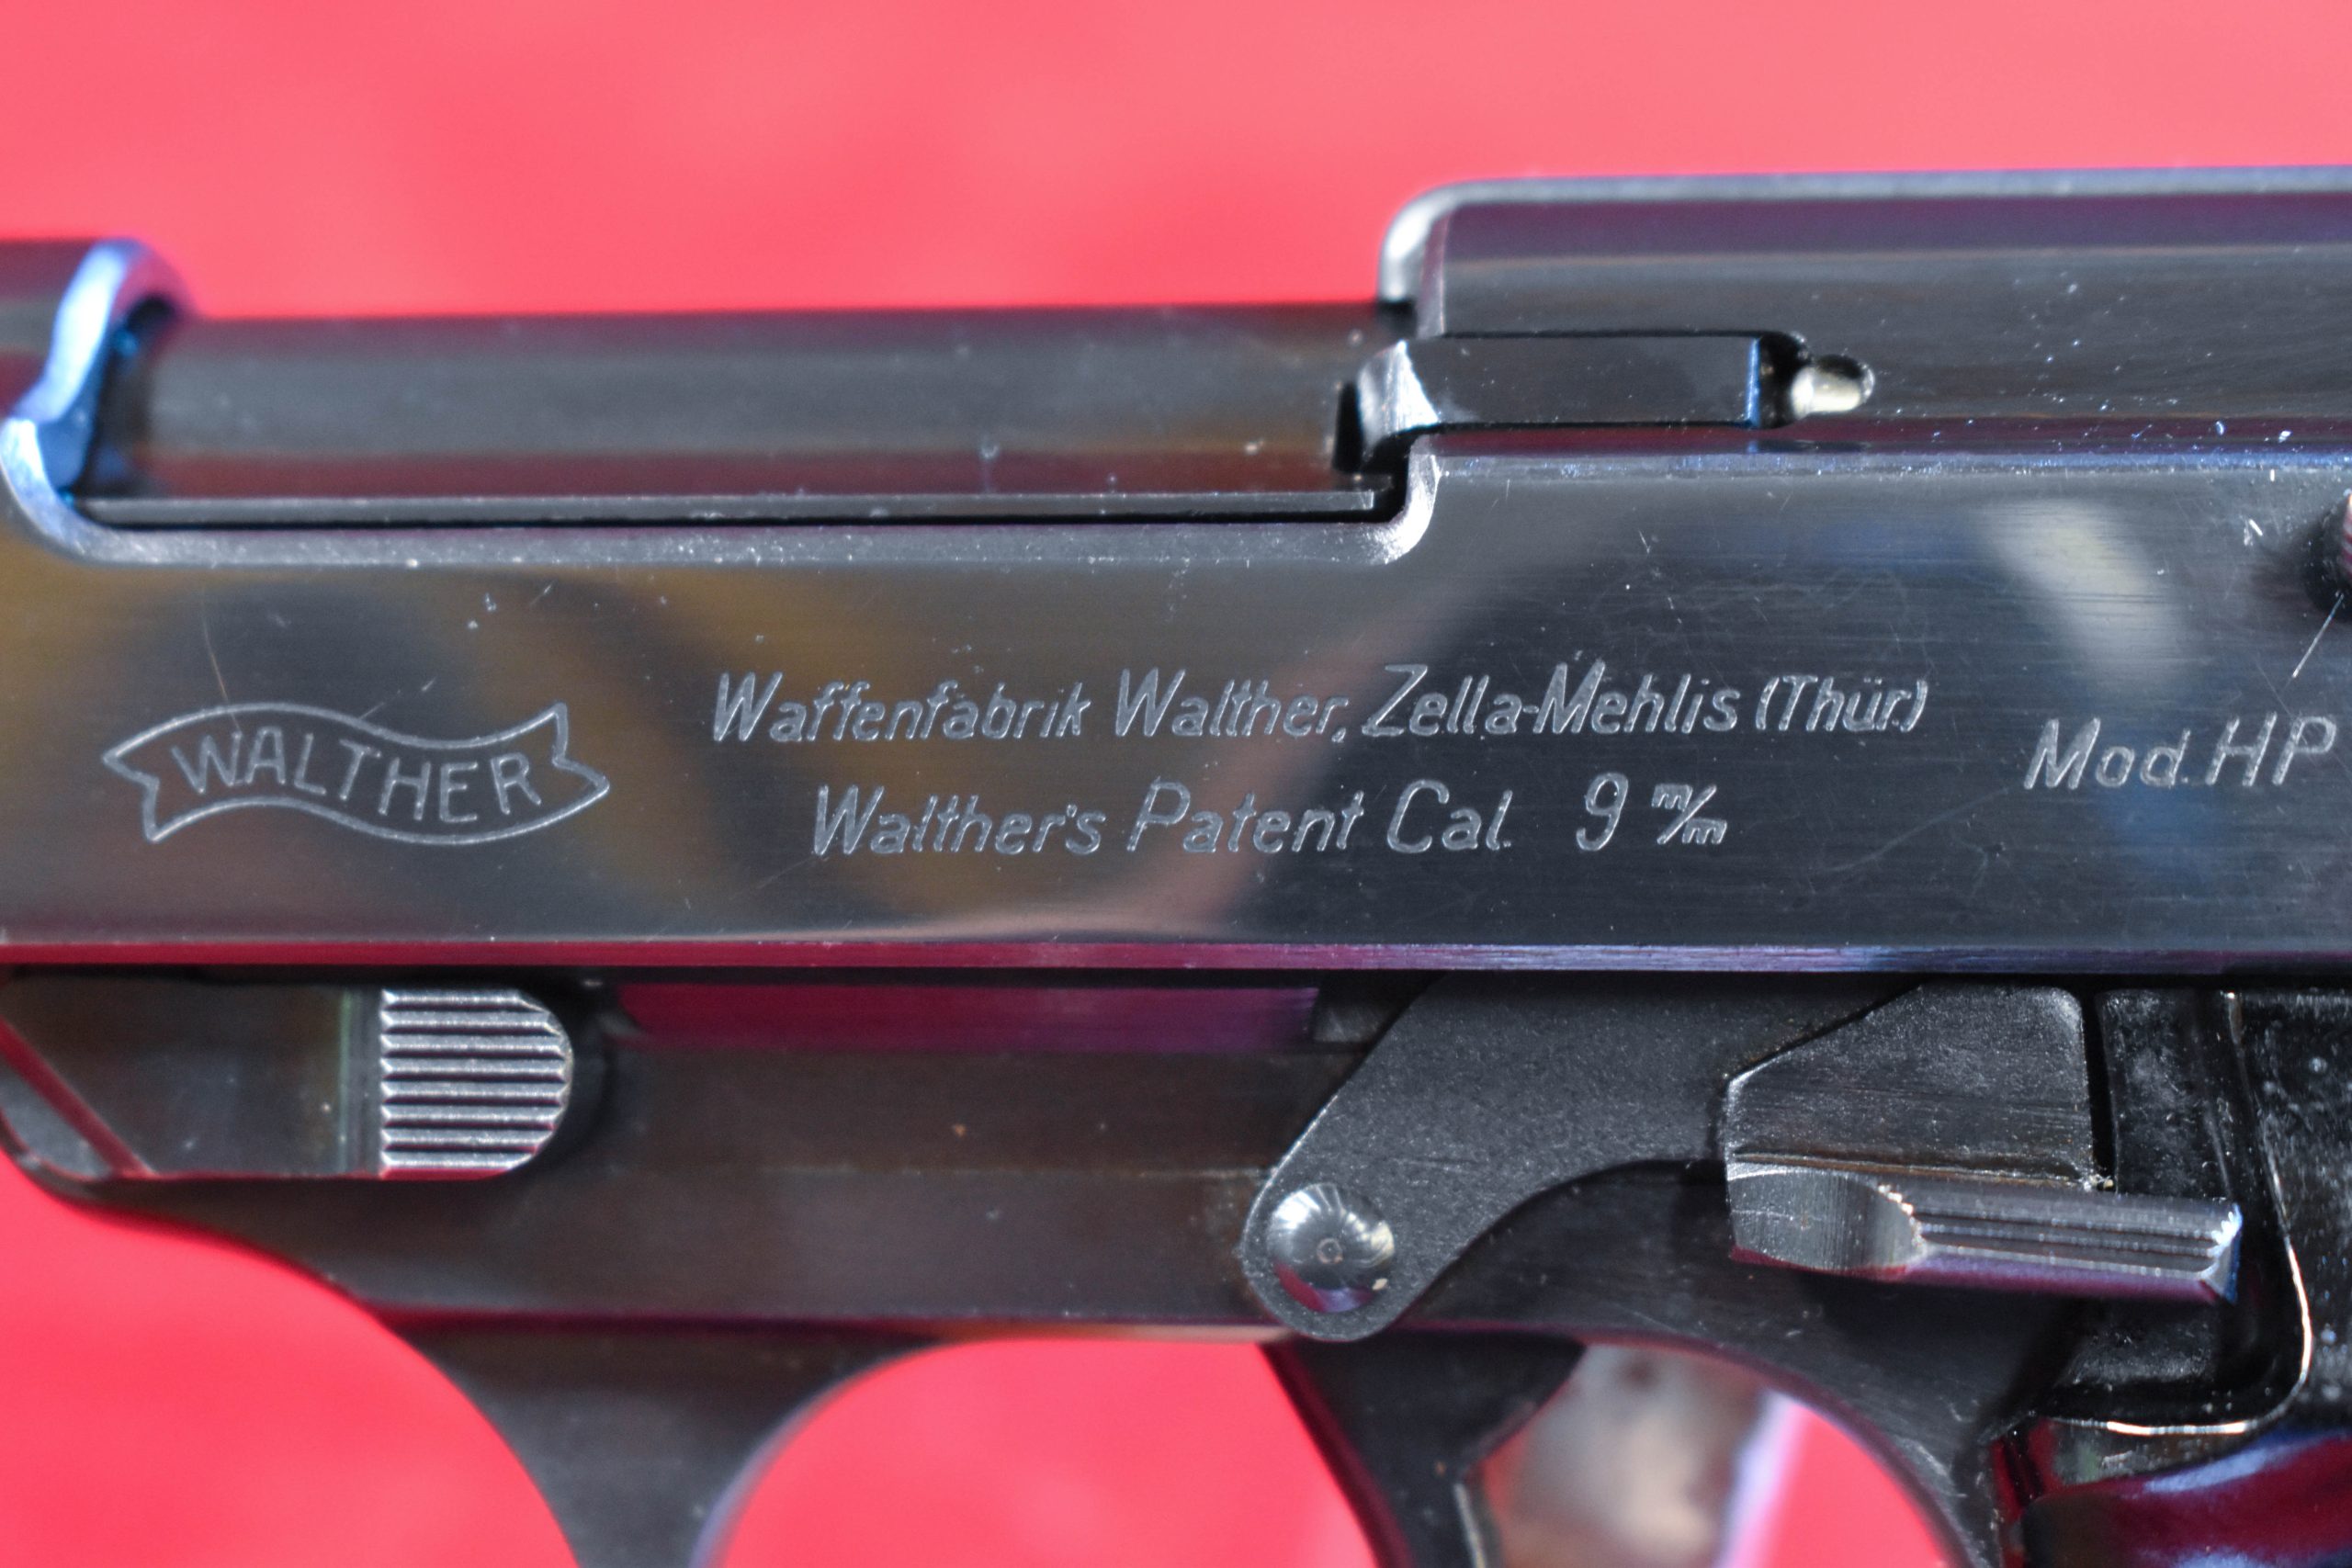 WALTHER
Waffenfabrik Walther, Zella-Mehlis (Thür.)
Walther's Patent Cal. 9 m/m
Mod. HP